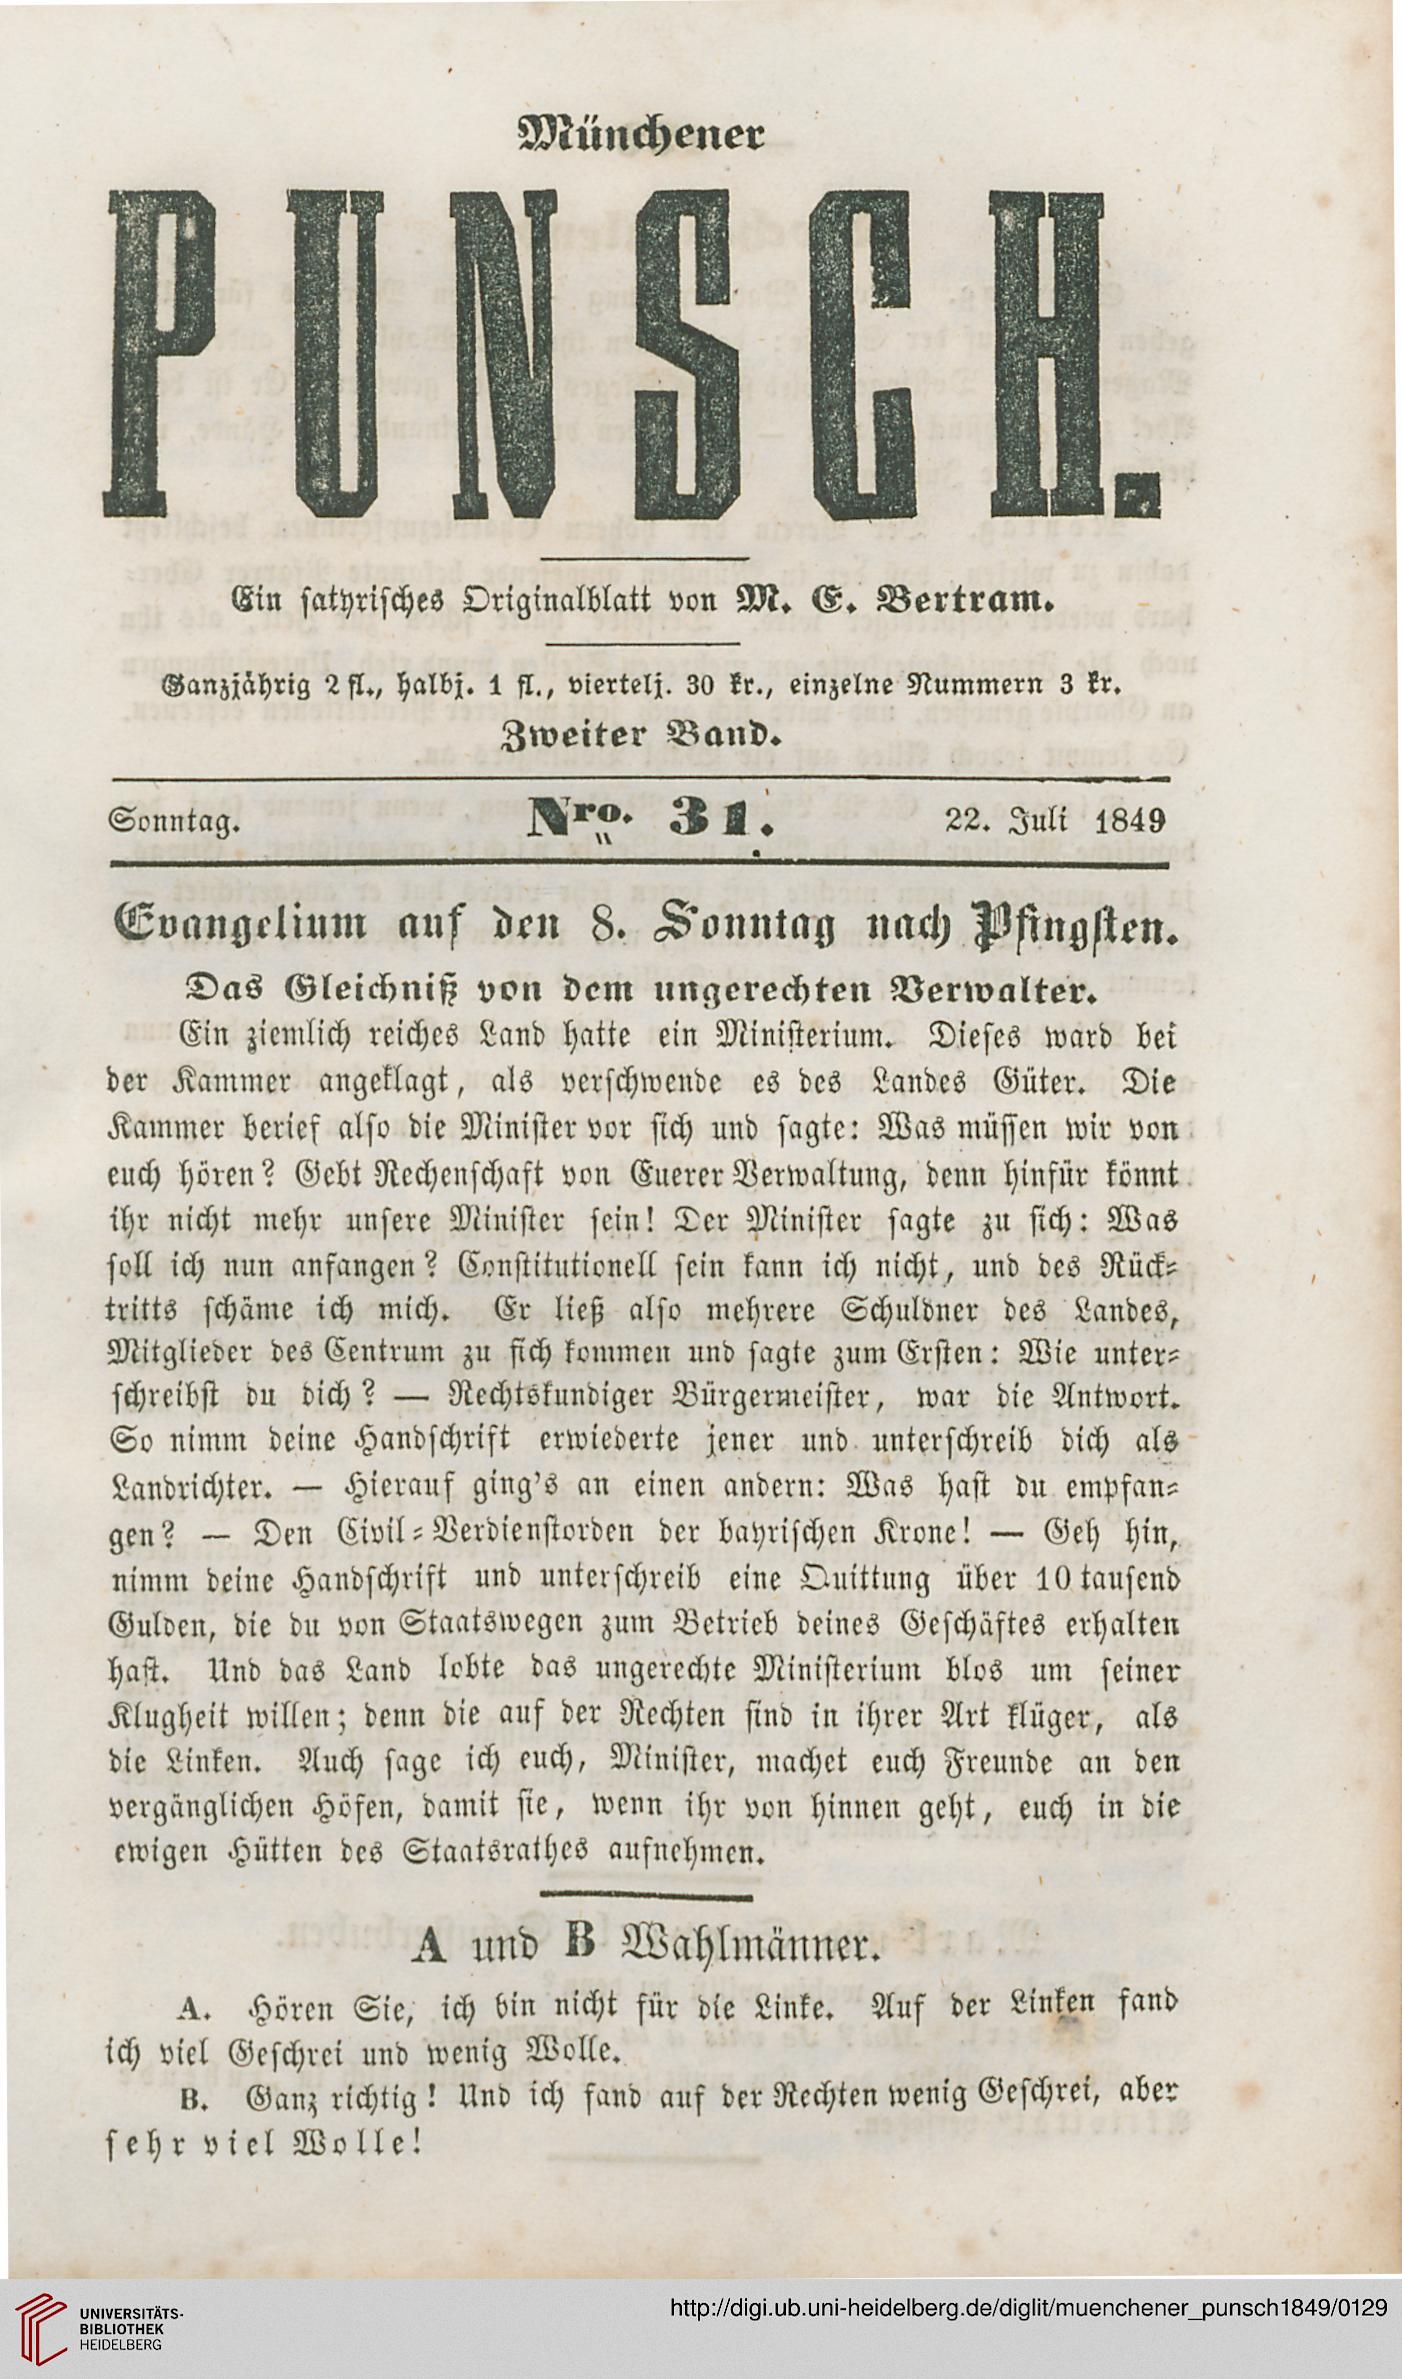 Münchener
PUNSCH.
Ein satyrisches Originalblatt von M. E. Bertram.
Ganzjährig 2 fl., halbj. 1 fl., viertelj. 30 kr., einzelne Nummern 3 kr.
Zweiter Band.
Sonntag. Nro. 31. 22. Juli 1849
Evangelium auf den 8. Sonntag nach Pfingsten.
Das Gleichniß von dem ungerechten Verwalter.
Ein ziemlich reiches Land hatte ein Ministerium. Dieses ward bei
der Kammer angeklagt, als verschwende es des Landes Güter. Die
Kammer berief also die Minister vor sich und sagte: Was müssen wir von
euch hören? Gebt Rechenschaft von Euerer Verwaltung, denn hinfür könnt
ihr nicht mehr unsere Minister sein! Der Minister sagte zu sich: Was
soll ich nun anfangen? Constitutionell sein kann ich nicht, und des Rück-
tritts schäme ich mich. Er ließ also mehrere Schuldner des Landes,
Mitglieder des Centrum zu sich kommen und sagte zum Ersten: Wie unter-
schreibst du dich? — Rechtskundiger Bürgermeister, war die Antwort.
So nimm deine Handschrift erwiederte jener und unterschreib dich als
Landrichter. — Hierauf ging's an einen andern: Was hast du empfan-
gen? — Den Civil-Verdienstorden der bayrischen Krone! — Geh hin,
nimm deine Handschrift und unterschreib eine Quittung über 10 tausend
Gulden, die du von Staatswegen zum Betrieb deines Geschäftes erhalten
hast. Und das Land lobte das ungerechte Ministerium blos um seiner
Klugheit willen; denn die auf der Rechten sind in ihrer Art klüger, als
die Linken. Auch sage ich euch, Minister, machet euch Freunde an den
vergänglichen Höfen, damit sie, wenn ihr von hinnen geht, euch in die
ewigen Hütten des Staatsrathes aufnehmen.
A und B Wahlmänner.
A. Hören Sie, ich bin nicht für die Linke. Auf der Linken fand
ich viel Geschrei und wenig Wolle.
B. Ganz richtig! Und ich fand auf der Rechten wenig Geschrei, aber
sehr viel Wolle!
UNIVERSITÄTS-
BIBLIOTHEK
HEIDELBERG
http://digi.ub.uni-heidelberg.de/diglit/muenchener_punsch1849/0129